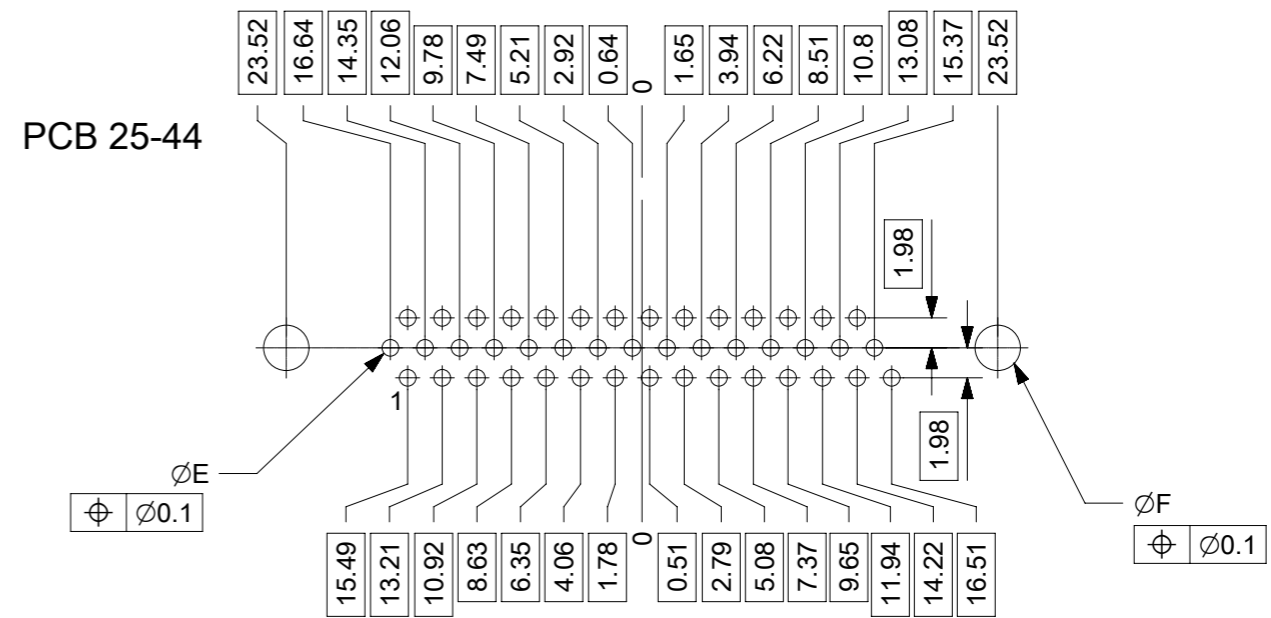 23.52 16.64 14.35 12.06 9.78 7.49 5.21 2.92 0.64 0 1.65 3.94 6.22 8.51 10.8 13.08 15.37 23.52
PCB 25-44
1.98
1
1.98
∅E
⌖ ∅0.1
∅F
⌖ ∅0.1
15.49 13.21 10.92 8.63 6.35 4.06 1.78 0 0.51 2.79 5.08 7.37 9.65 11.94 14.22 16.51